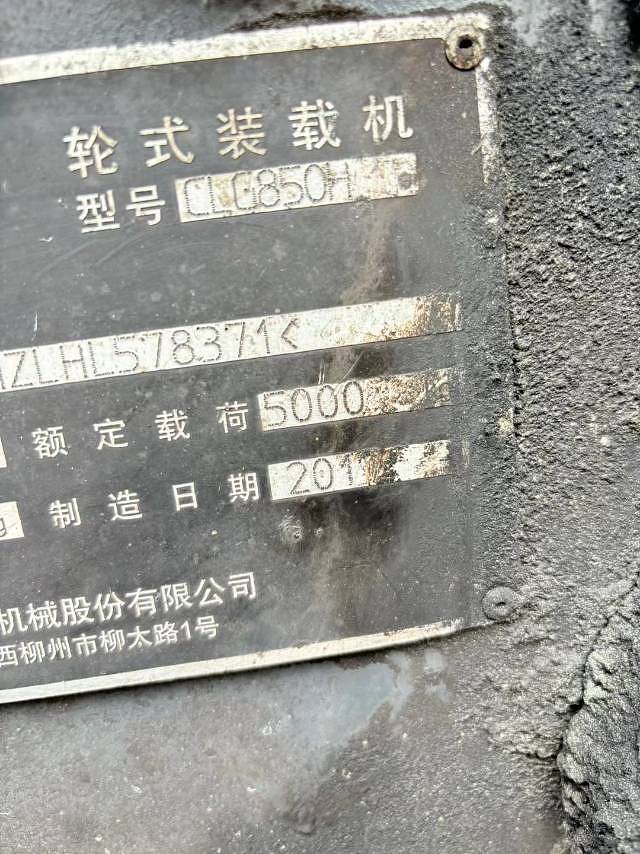 轮式装载机
型号 CLG850H
ZLHL578371<
额定载荷 5000
g 制造日期 201
机械股份有限公司
西柳州市柳太路1号